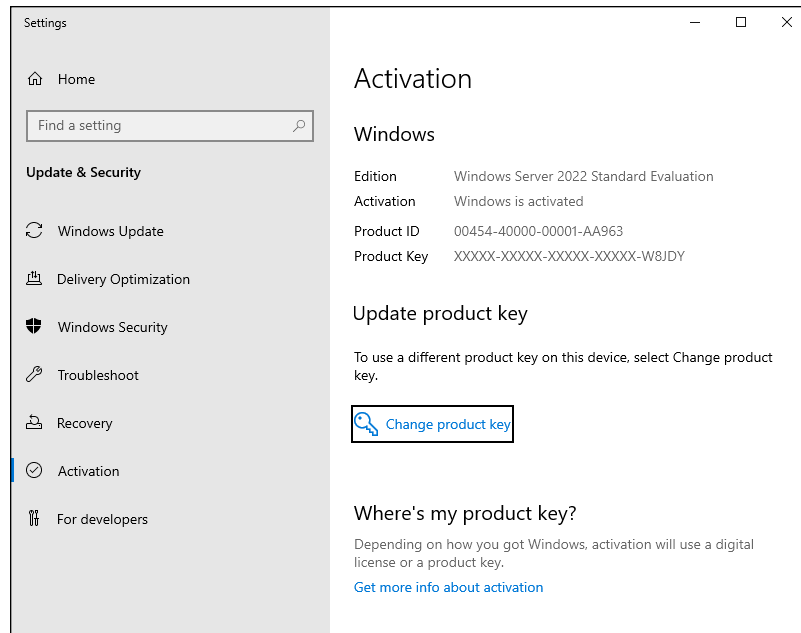 Settings
Home
Find a setting
Update & Security
Windows Update
Delivery Optimization
Windows Security
Troubleshoot
Recovery
Activation
For developers
Activation
Windows
Edition Windows Server 2022 Standard Evaluation
Activation Windows is activated
Product ID 00454-40000-00001-AA963
Product Key XXXXX-XXXXX-XXXXX-XXXXX-W8JDY
Update product key
To use a different product key on this device, select Change product
key.
Change product key
Where's my product key?
Depending on how you got Windows, activation will use a digital
license or a product key.
Get more info about activation